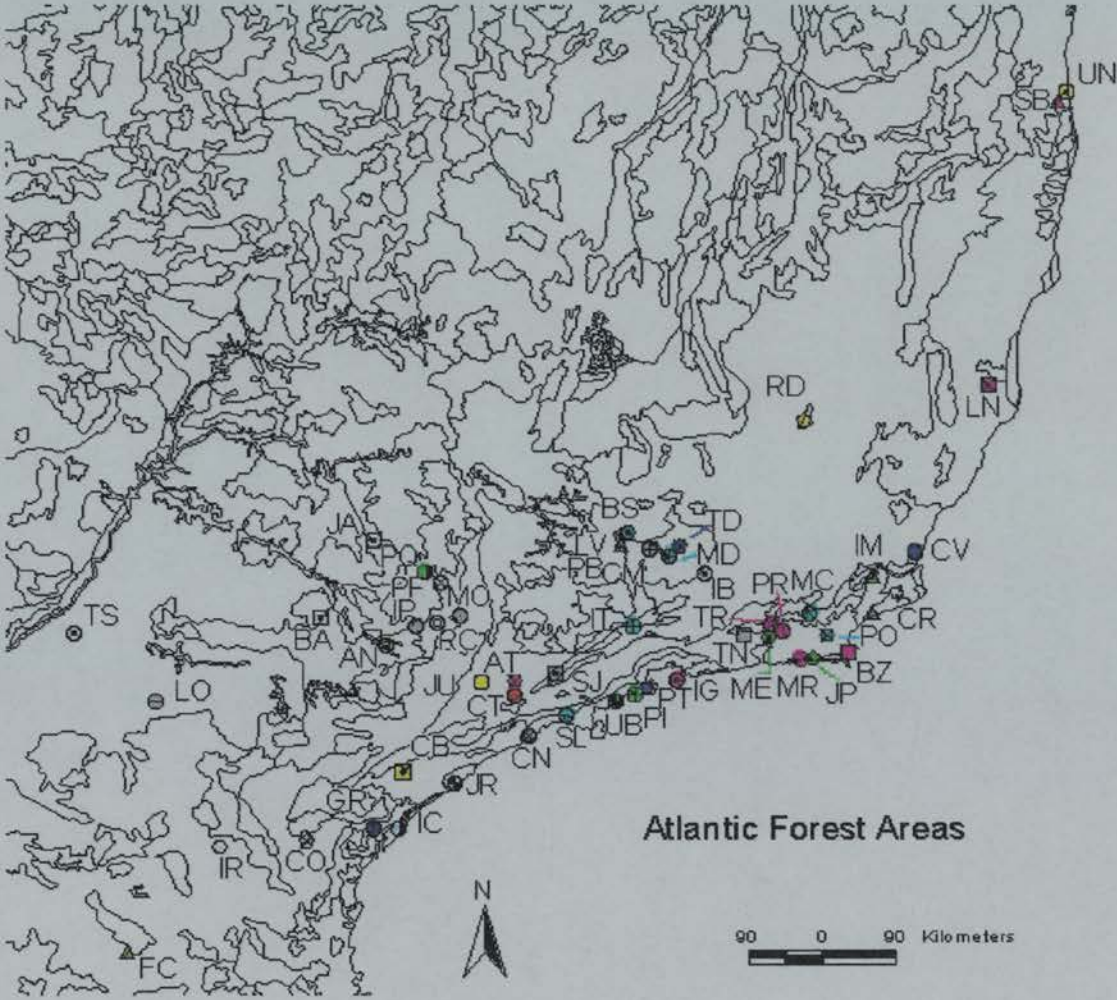 UN
SB
RD
LN
BS
TD
JA
LV
PB
CM
MD
IM
CV
PF
IB
PR
MC
IP
MO
TS
BA
IT
TR
CR
RC
PO
AN
TN
AT
LO
JU
SJ
CT
IG
ME
MR
JP
BZ
PT
UB
PI
SL
CB
CN
JR
GR
IC
IR
CO
Atlantic Forest Areas
N
90 0 90 Kilometers
FC